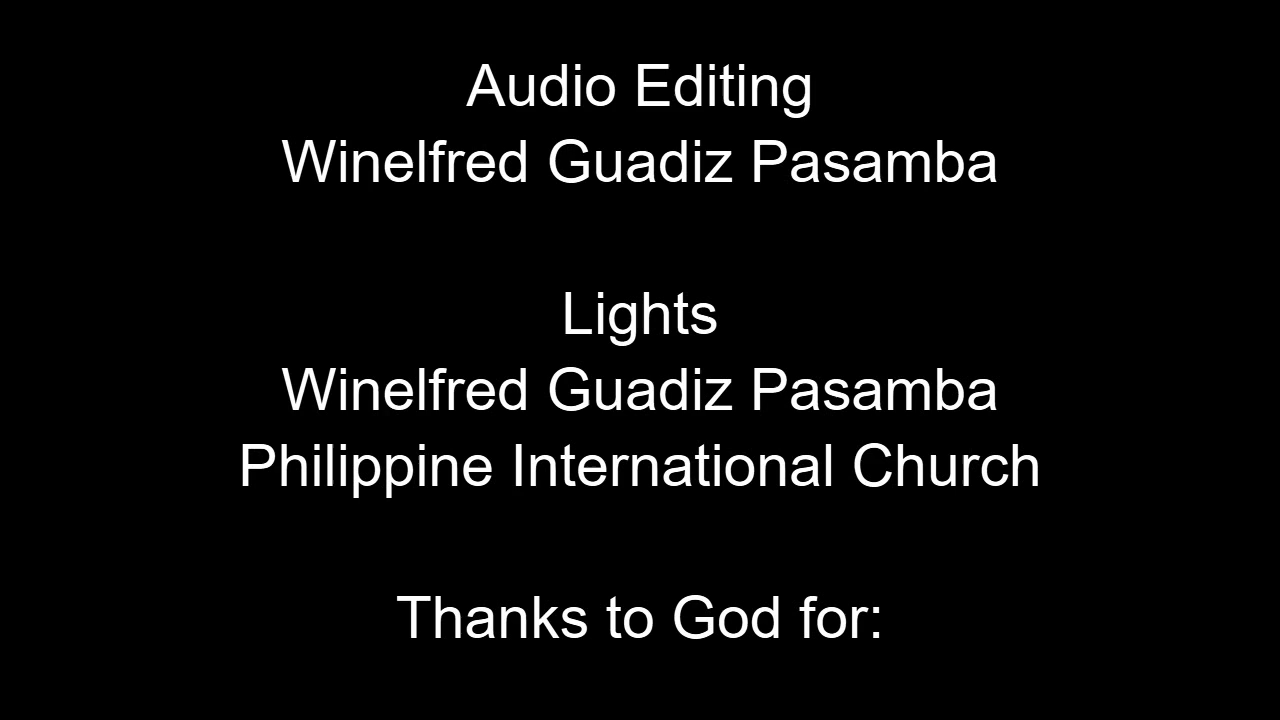 Audio Editing
Winelfred Guadiz Pasamba
Lights
Winelfred Guadiz Pasamba
Philippine International Church
Thanks to God for: